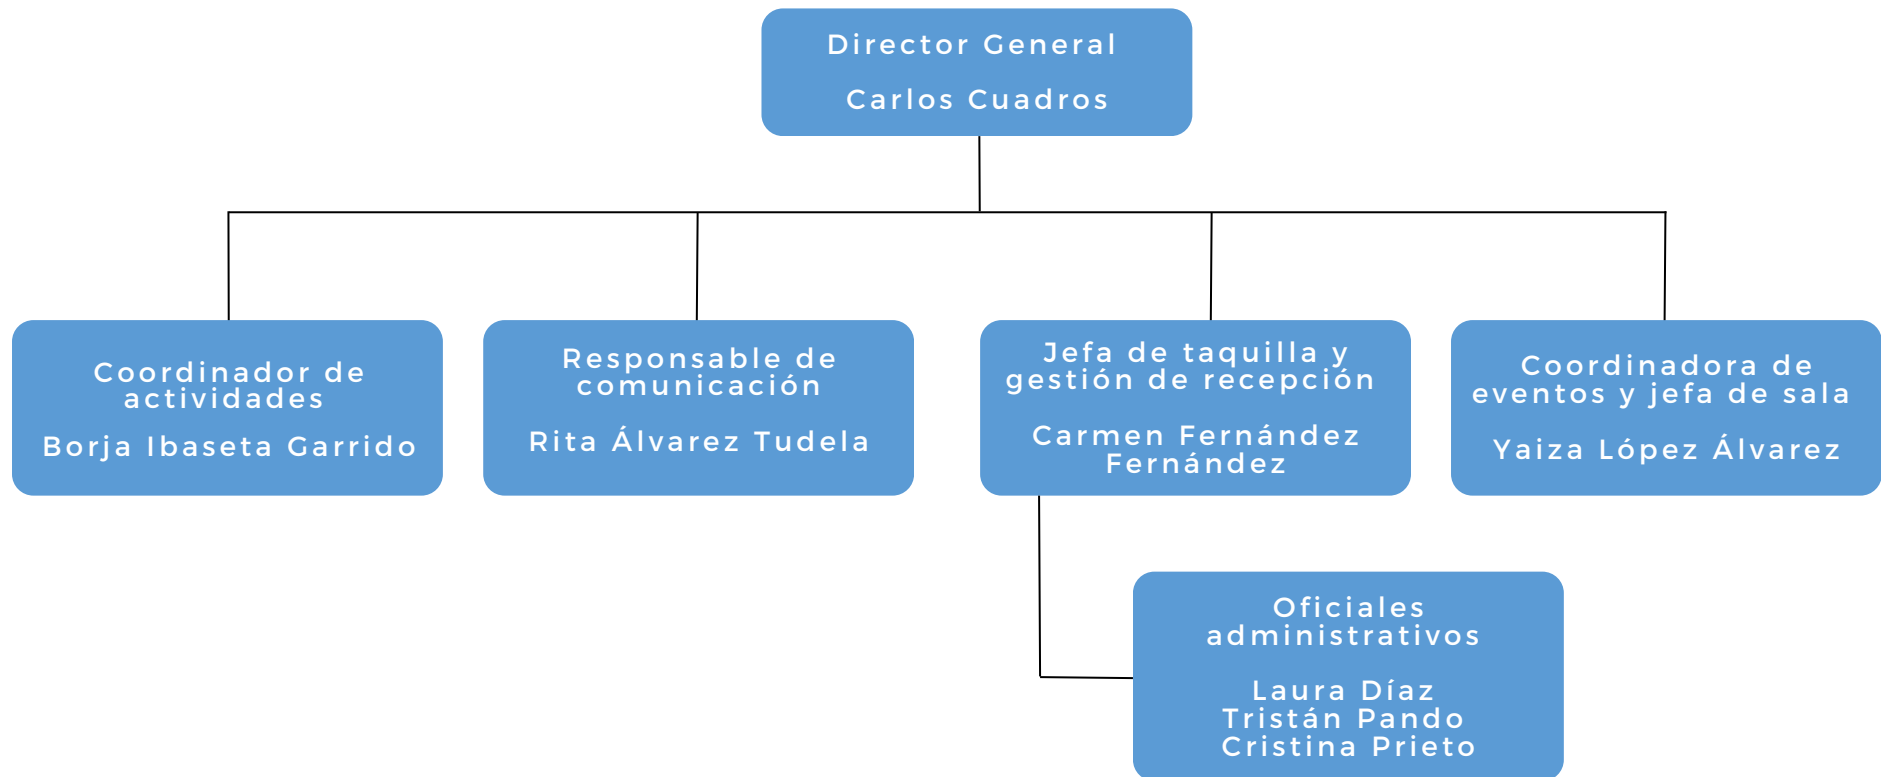 Director General
Carlos Cuadros
Coordinador de
actividades
Borja Ibaseta Garrido
Responsable de
comunicación
Rita Álvarez Tudela
Jefa de taquilla y
gestión de recepción
Carmen Fernández
Fernández
Coordinadora de
eventos y jefa de sala
Yaiza López Álvarez
Oficiales
administrativos
Laura Díaz
Tristán Pando
Cristina Prieto